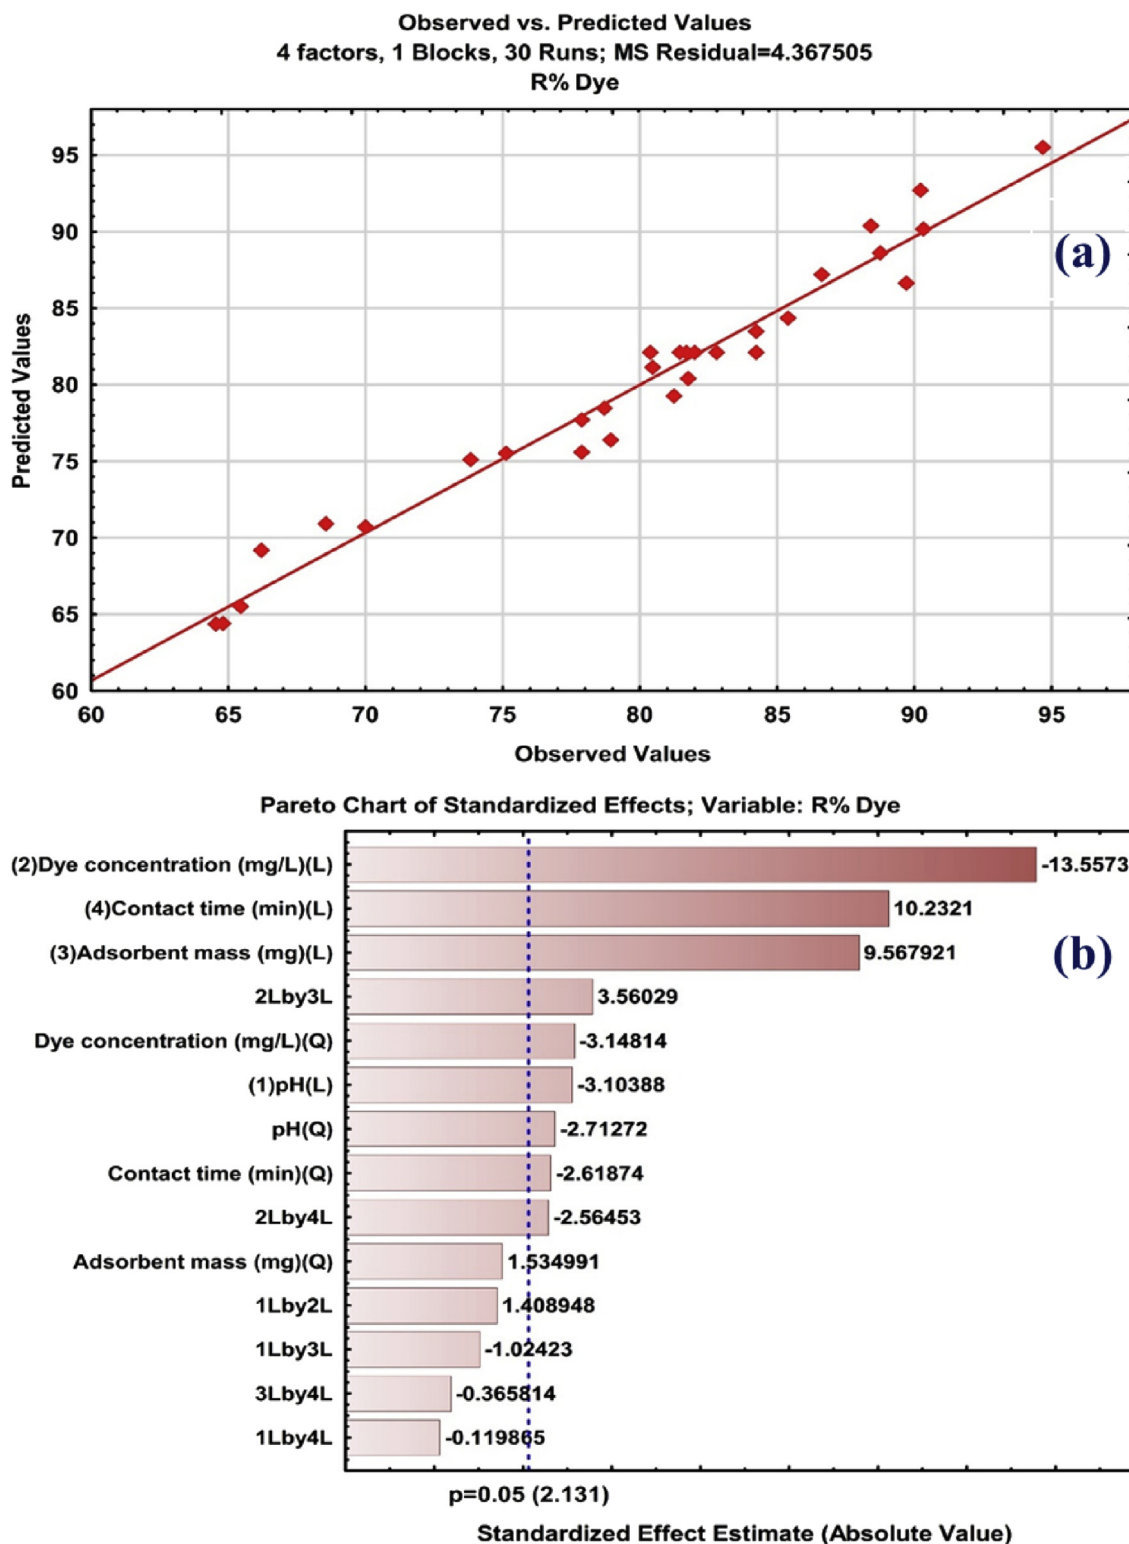 Observed vs. Predicted Values
4 factors, 1 Blocks, 30 Runs; MS Residual=4.367505
R% Dye
Predicted Values
95
90
85
80
75
70
65
60
(a)
60 65 70 75 80 85 90 95
Observed Values
Pareto Chart of Standardized Effects; Variable: R% Dye
(2)Dye concentration (mg/L)(L) -13.5573
(4)Contact time (min)(L) 10.2321
(3)Adsorbent mass (mg)(L) 9.567921
(b)
2Lby3L 3.56029
Dye concentration (mg/L)(Q) -3.14814
(1)pH(L) -3.10388
pH(Q) -2.71272
Contact time (min)(Q) -2.61874
2Lby4L -2.56453
Adsorbent mass (mg)(Q) 1.534991
1Lby2L 1.408948
1Lby3L -1.02423
3Lby4L -0.365814
1Lby4L -0.119865
p=0.05 (2.131)
Standardized Effect Estimate (Absolute Value)